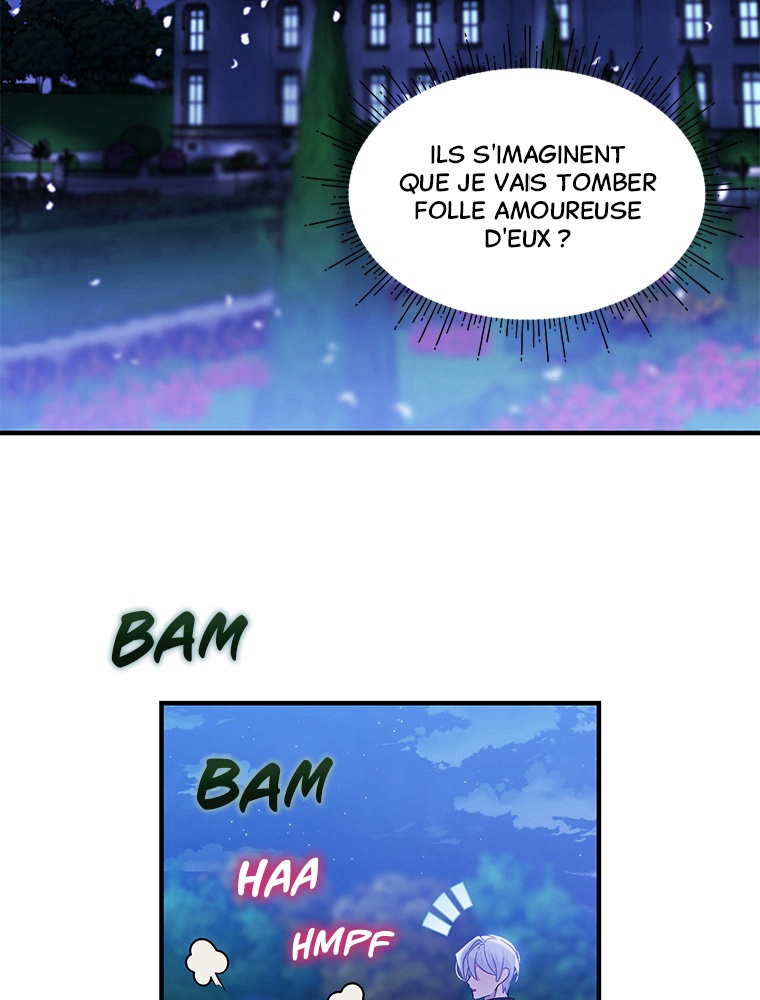 ILS S'IMAGINENT
QUE JE VAIS TOMBER
FOLLE AMOUREUSE
D'EUX ?
BAM
BAM
HAA
HMPF